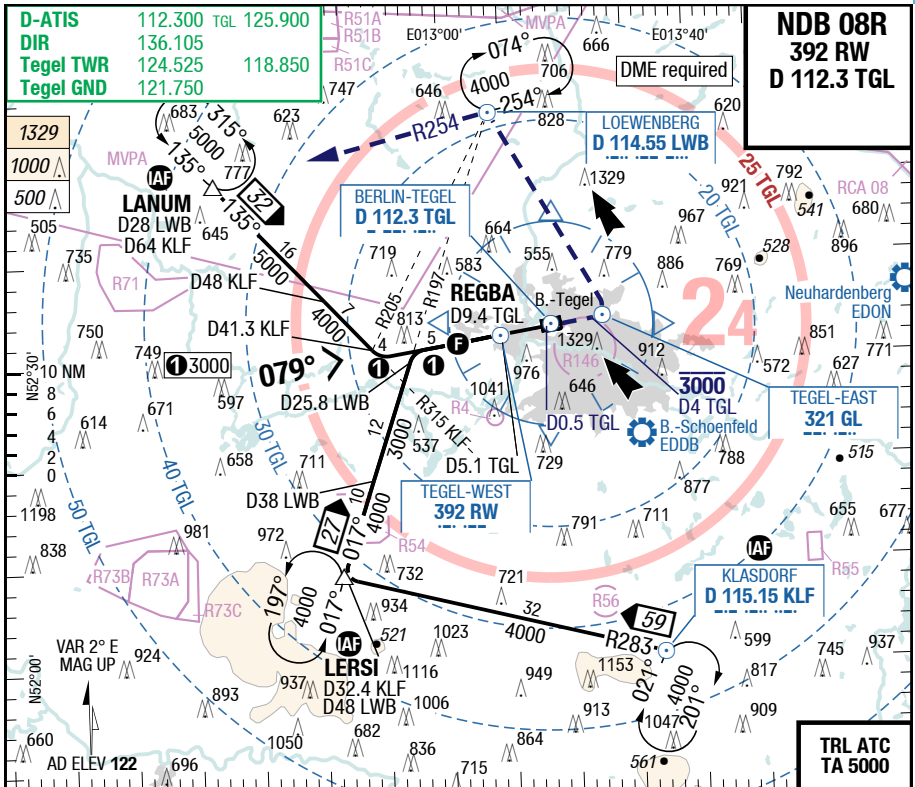 D-ATIS 112.300 TGL 125.900
DIR 136.105
Tegel TWR 124.525 118.850
Tegel GND 121.750
R51A
R51B
R51C
747
E013°00'
MVPA
666
E013°40'
DME required
NDB 08R
392 RW
D 112.3 TGL
074°
4000
706
254°
646
828
620
683
623
315°
5000
135°
777
1329
1000
500
MVPA
IAF
LANUM
D28 LWB
D64 KLF
645
135°
32
R254
LOEWENBERG
D 114.55 LWB
1329
25 TGL
20 TGL
921
792
541
RCA 08
680
896
505
735
R71
16
5000
D48 KLF
7
4000
BERLIN-TEGEL
D 112.3 TGL
719
R205
R197
664
583
555
779
967
886
769
528
Neuhardenberg
EDON
REGBA
D9.4 TGL
B.-Tegel
24
D41.3 KLF
813
4
5
F
1
1
079°
750
749
1 3000
597
D25.8 LWB
1329
R146
976
912
646
1041
R4
572
851
627
771
N52°30'
10 NM
8
6
4
2
0
614
671
658
30 TGL
40 TGL
50 TGL
12
3000
R315 KLF
537
D5.1 TGL
D0.5 TGL
3000
D4 TGL
729
B.-Schoenfeld
EDDB
788
877
TEGEL-EAST
321 GL
515
711
D38 LWB
10
4000
TEGEL-WEST
392 RW
791
711
655
677
1198
838
981
972
27
017°
R54
732
721
IAF
R55
R73B
R73A
R73C
197°
4000
017°
934
521
32
4000
R56
59
R283
KLASDORF
D 115.15 KLF
599
IAF
LERSI
D32.4 KLF
D48 LWB
1023
1116
1006
949
1153
913
021°
4000
201°
1047
817
745
937
909
VAR 2° E
MAG UP
N52°00'
924
893
937
1050
682
836
864
715
561
660
AD ELEV 122
696
TRL ATC
TA 5000